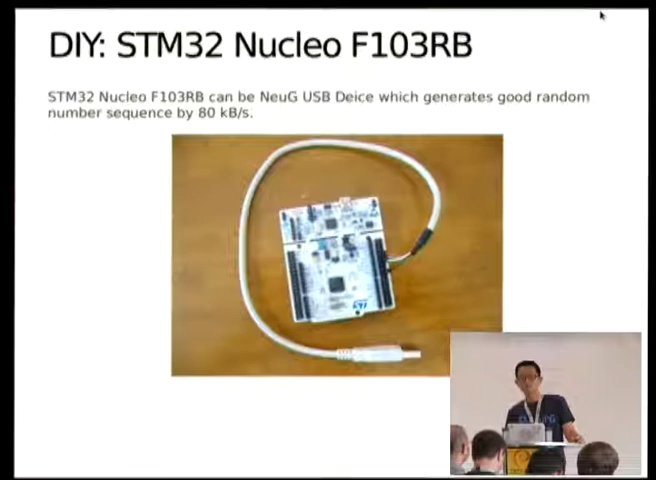 DIY: STM32 Nucleo F103RB
STM32 Nucleo F103RB can be NeuG USB Deice which generates good random
number sequence by 80 kB/s.